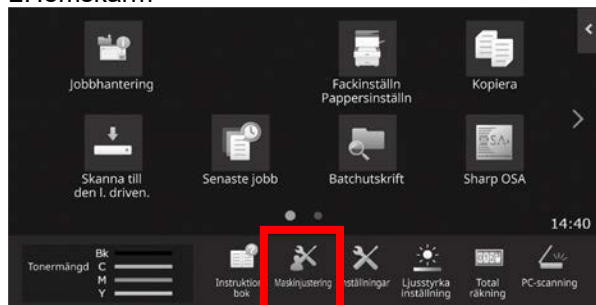 Jobbhantering
Fackinställn
Pappersinställn
Kopiera
Skanna till
den l. driven.
Senaste jobb
Batchutskrift
Sharp OSA
14:40
Tonermängd
Bk
C
M
Y
Instruktion
bok
Maskinjustering
Inställningar
Ljusstyrka
inställning
Total
räkning
PC-scanning